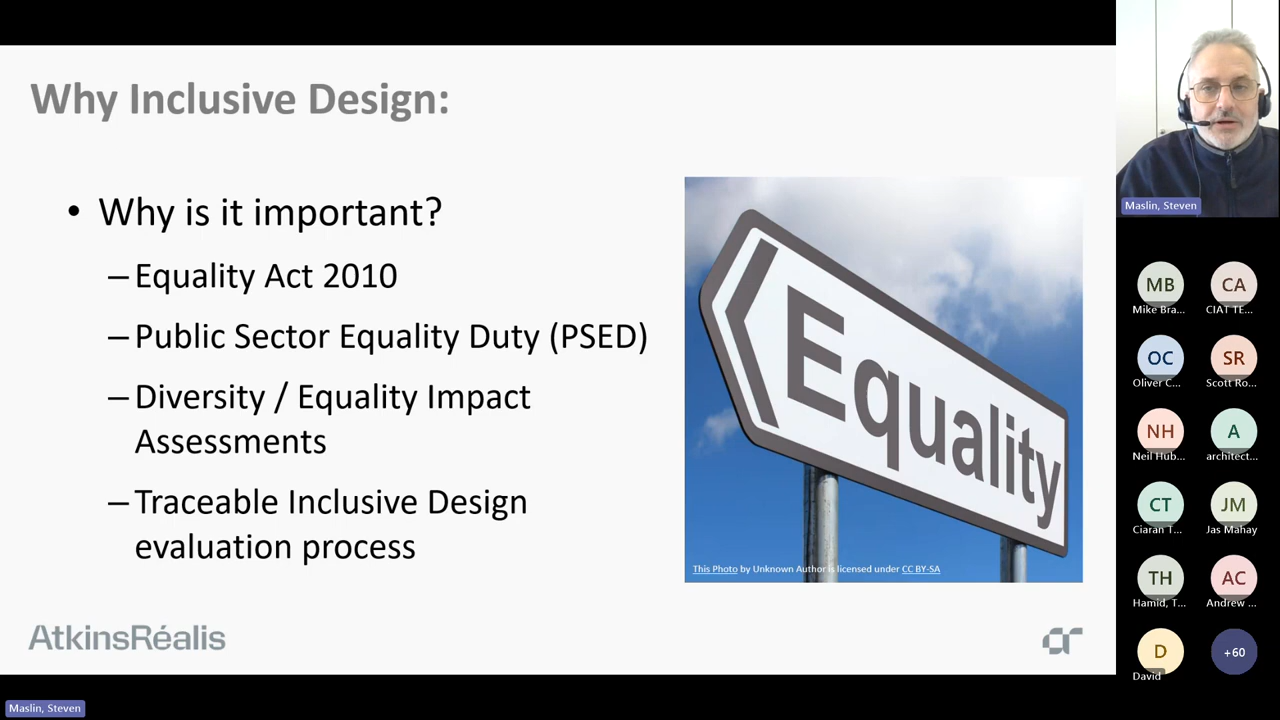 Why Inclusive Design:
• Why is it important?
– Equality Act 2010
– Public Sector Equality Duty (PSED)
– Diversity / Equality Impact
Assessments
– Traceable Inclusive Design
evaluation process
Equality
This Photo by Unknown Author is licensed under CC BY-SA
AtkinsRéalis
Maslin, Steven
MB
Mike Bra...
CA
CIAT TE...
OC
Oliver C...
SR
Scott Ro...
NH
Neil Hub...
A
architect...
CT
Ciaran T...
JM
Jas Mahay
TH
Hamid, T...
AC
Andrew ...
D
David
+60
Maslin, Steven